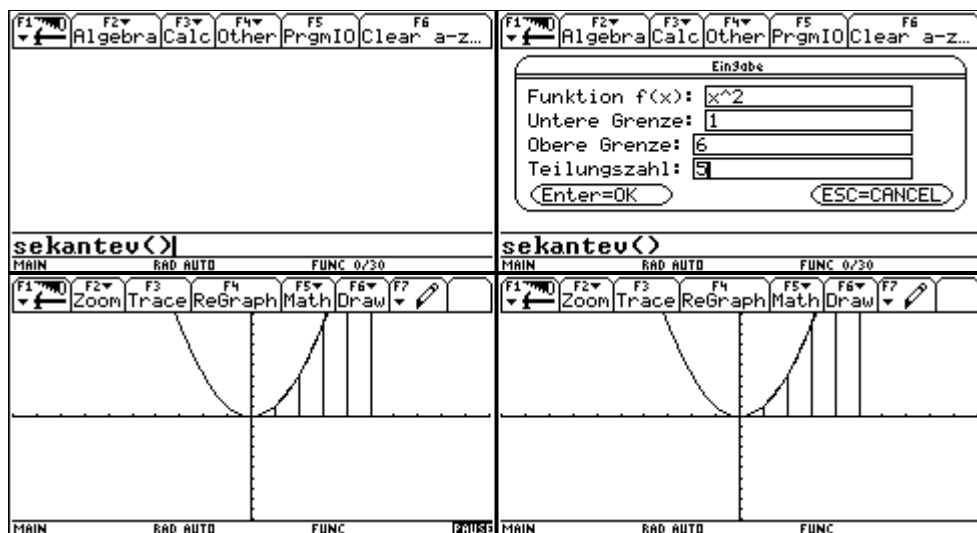 F1 F2 F3 F4 F5 F6
Algebra Calc Other PrgmIO Clear a-z…
sekantev()
MAIN RAD AUTO FUNC 0/30
F1 F2 F3 F4 F5 F6
Algebra Calc Other PrgmIO Clear a-z…
Eingabe
Funktion f(x): x^2
Untere Grenze: 1
Obere Grenze: 6
Teilungszahl: 5
Enter=OK ESC=CANCEL
sekantev()
MAIN RAD AUTO FUNC 0/30
F1 F2 F3 F4 F5 F6 F7
Zoom Trace ReGraph Math Draw
MAIN RAD AUTO FUNC PAUSE
F1 F2 F3 F4 F5 F6 F7
Zoom Trace ReGraph Math Draw
MAIN RAD AUTO FUNC